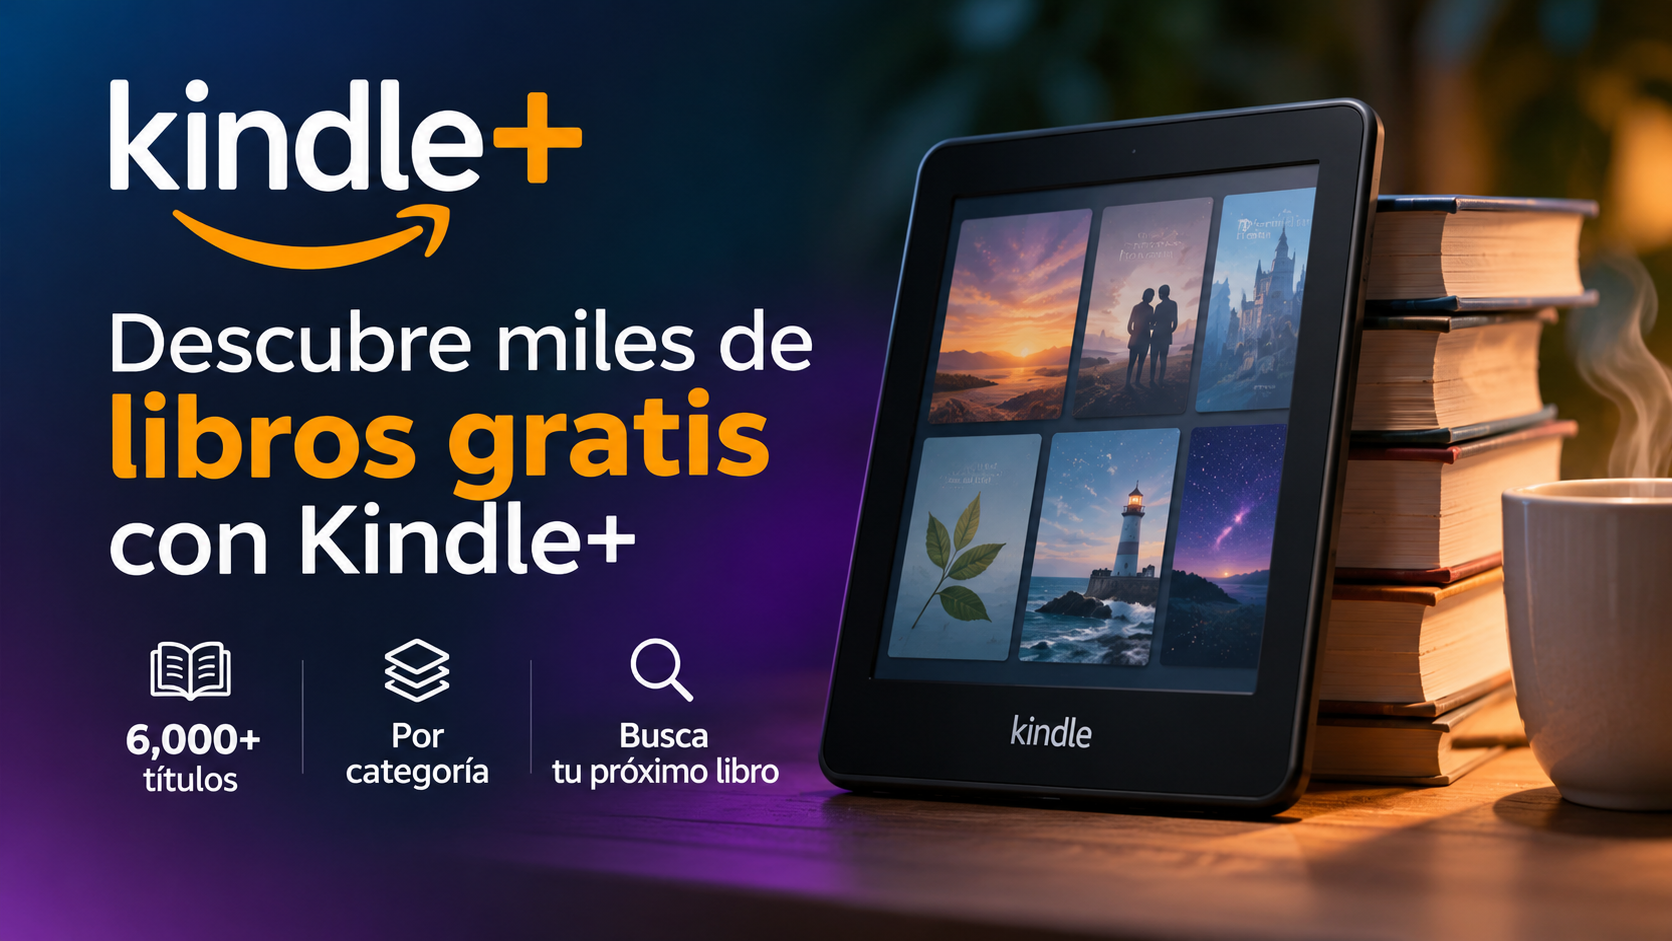 kindle+
Descubre miles de
libros gratis
con Kindle+
6,000+
títulos
Por
categoría
Busca
tu próximo libro
kindle